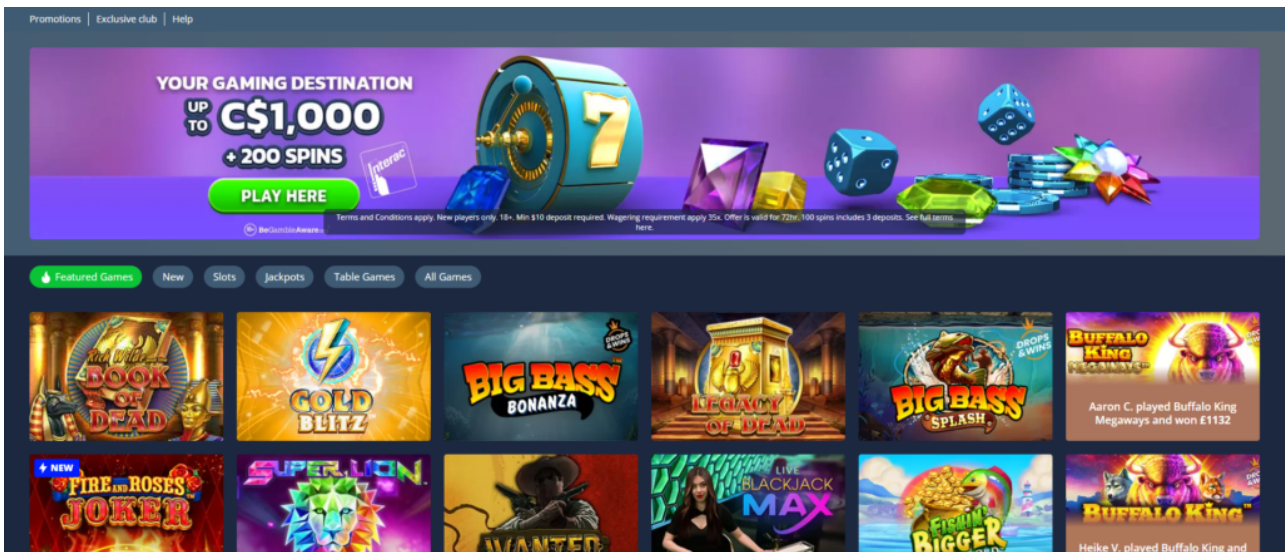 Promotions | Exclusive club | Help
YOUR GAMING DESTINATION
UP TO C$1,000
+ 200 SPINS
Interac
PLAY HERE
Terms and Conditions apply. New players only. 18+. Min $10 deposit required. Wagering requirement apply 35x. Offer is valid for 72hr. 100 spins includes 3 deposits. See full terms
here.
18+ BeGambleAware
Featured Games New Slots Jackpots Table Games All Games
Rich Wilde
BOOK
OF
DEAD
GOLD
BLITZ
DROPS
& WINS
BIG BASS
BONANZA
LEGACY
OF DEAD
DROPS
& WINS
BIG BASS
SPLASH
BUFFALO
KING
MEGAWAYS
Aaron C. played Buffalo King
Megaways and won £1132
NEW
FIRE AND ROSES
JOKER
SUPER LION
WANTED
LIVE
BLACKJACK
MAX
FISHIN'
BIGGER
BUFFALO KING
Heike V. played Buffalo King and